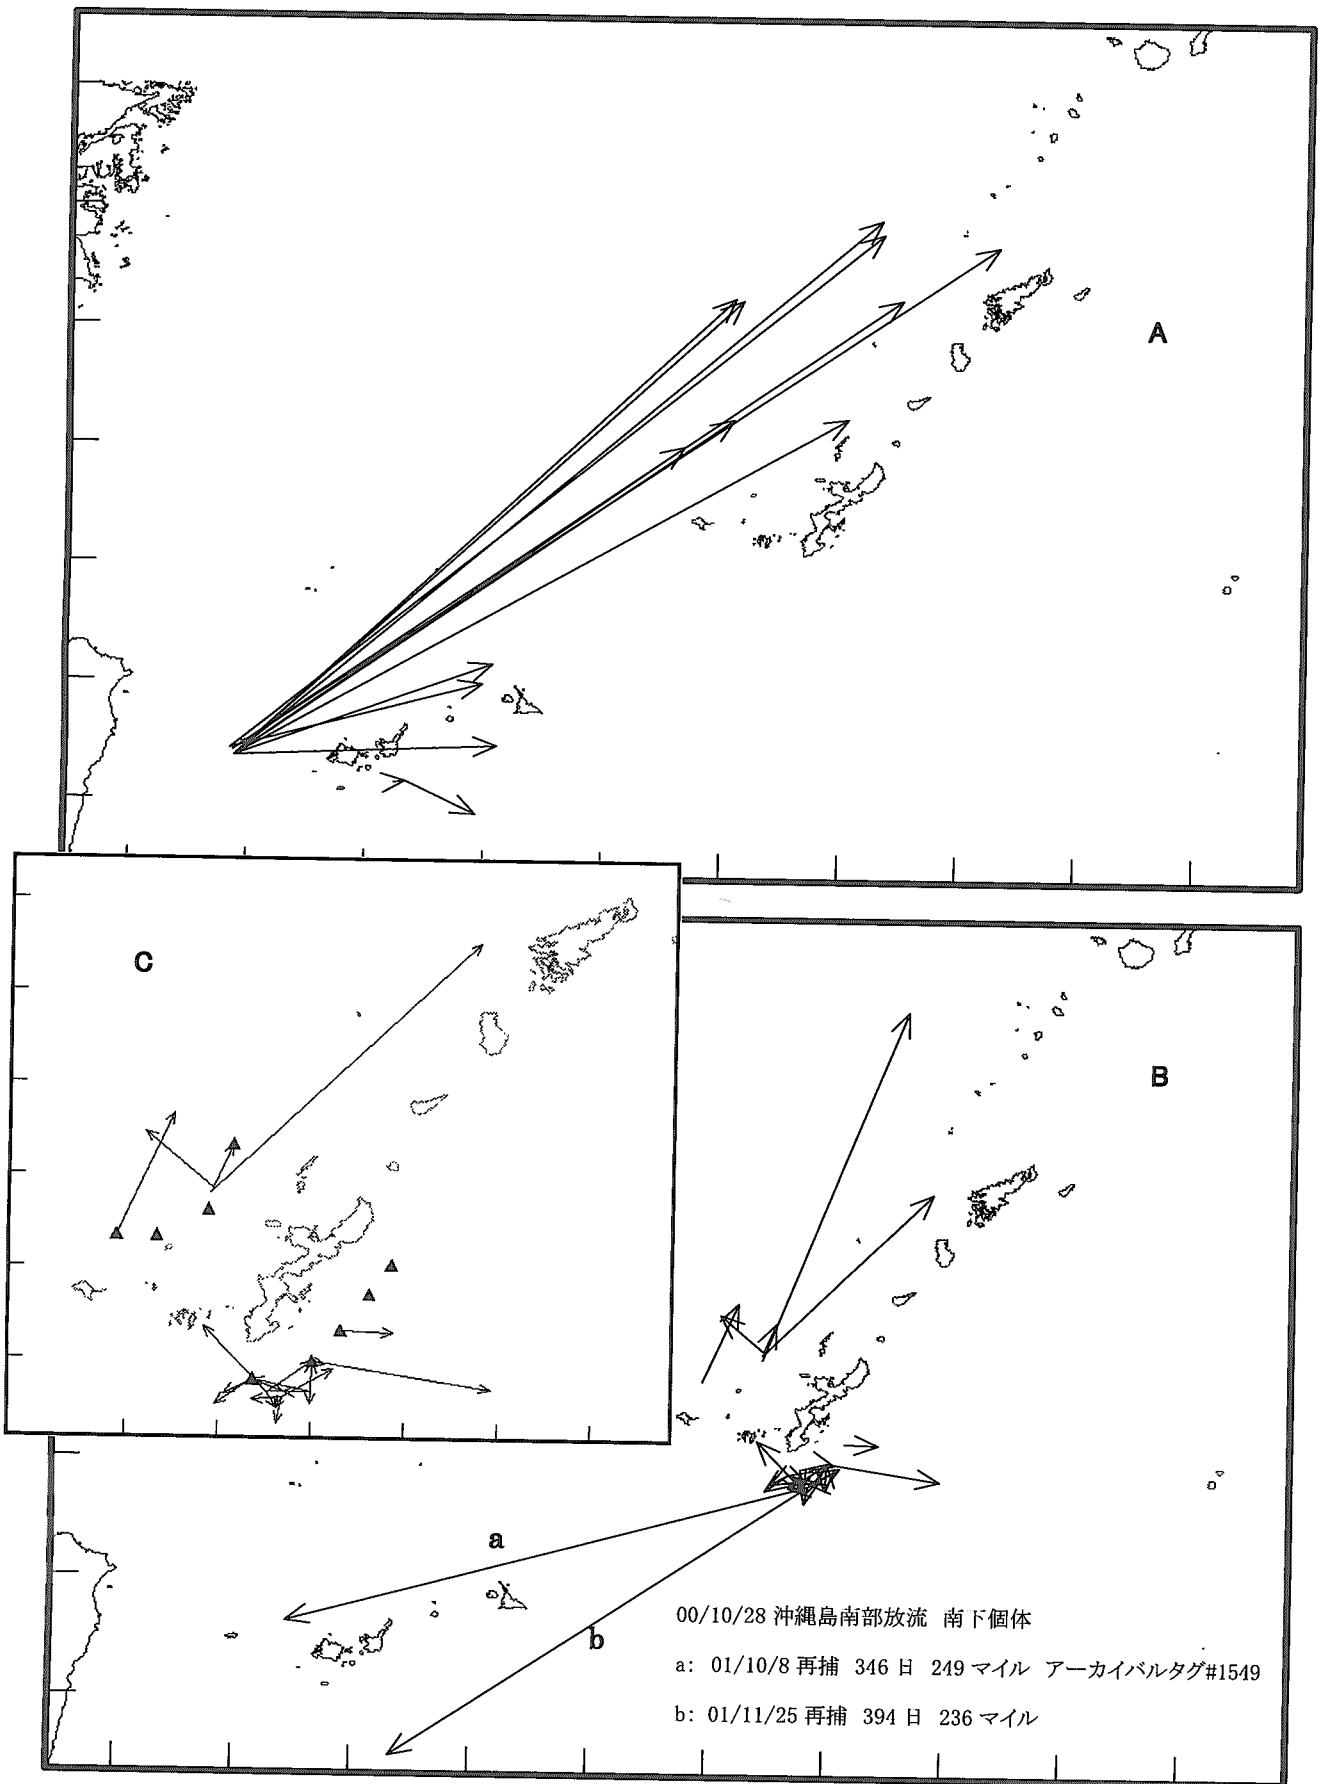 A
C
B
a
b
00/10/28 沖縄島南部放流 南下個体
a: 01/10/8 再捕 346 日 249 マイル アーカイバルタグ#1549
b: 01/11/25 再捕 394 日 236 マイル